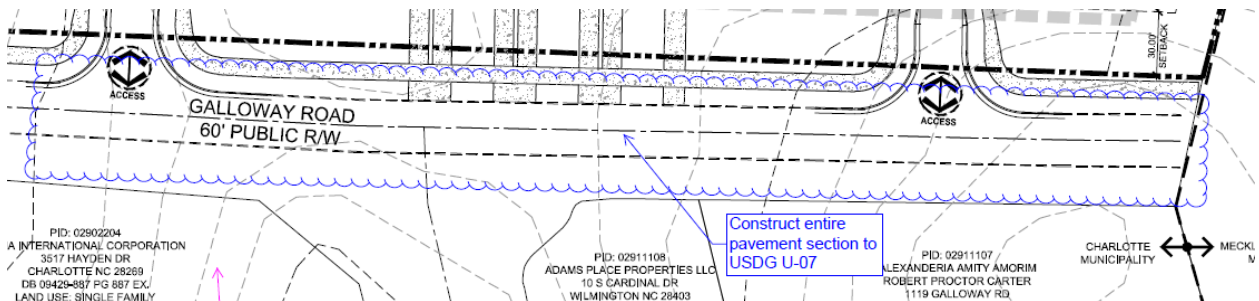 30.00'
SETBACK
ACCESS
ACCESS
GALLOWAY ROAD
60' PUBLIC R/W
Construct entire
pavement section to
USDG U-07
PID: 02902204
A INTERNATIONAL CORPORATION
3517 HAYDEN DR
CHARLOTTE NC 28269
DB 09429-887 PG 887 EX.
LAND USE: SINGLE FAMILY
PID: 02911108
ADAMS PLACE PROPERTIES LLC
10 S CARDINAL DR
WILMINGTON NC 28403
PID: 02911107
ALEXANDERIA AMITY AMORIM
ROBERT PROCTOR CARTER
1119 GALLOWAY RD
CHARLOTTE
MUNICIPALITY
MECKL
M